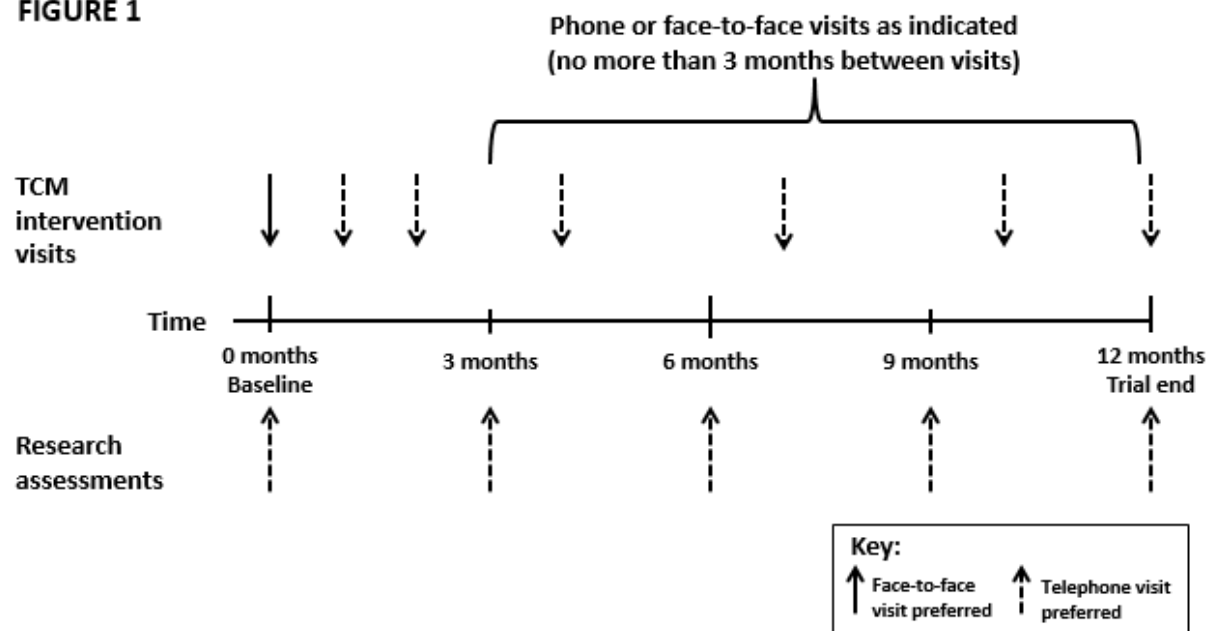 FIGURE 1
Phone or face-to-face visits as indicated
(no more than 3 months between visits)
TCM
intervention
visits
Time
0 months
Baseline
3 months
6 months
9 months
12 months
Trial end
Research
assessments
Key:
Face-to-face
visit preferred
Telephone visit
preferred